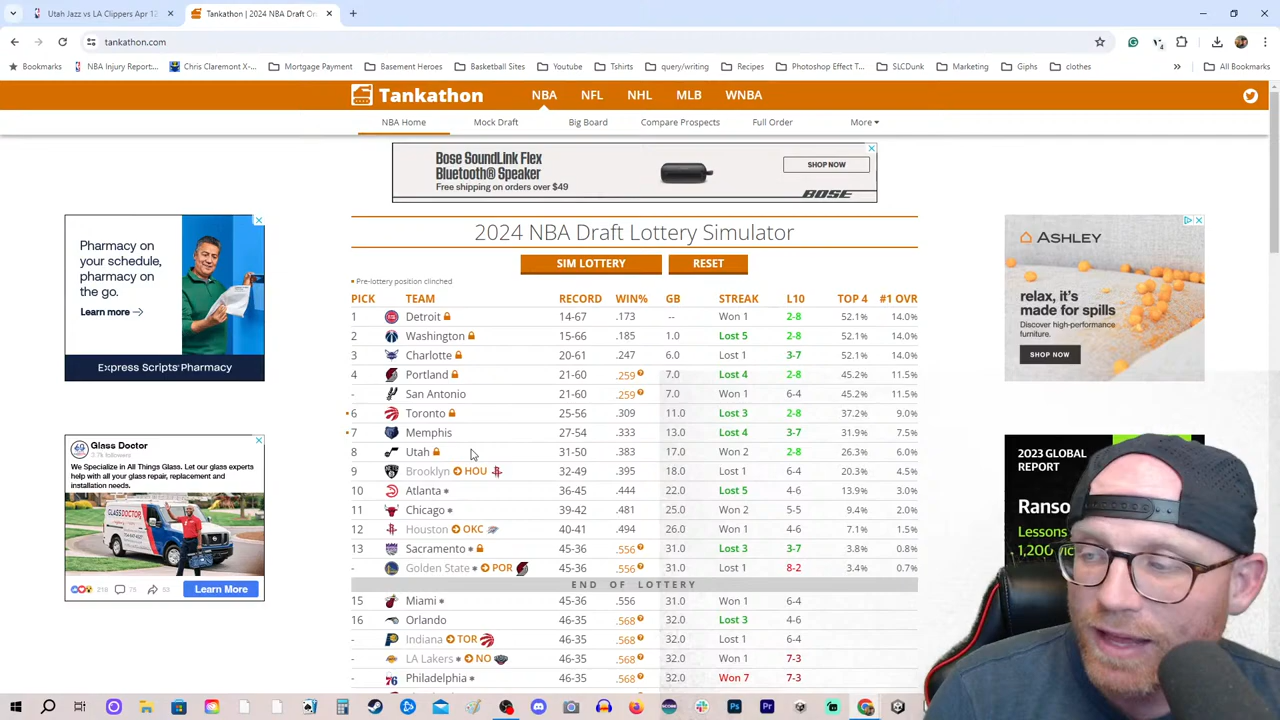 Utah Jazz vs LA Clippers Apr 12
Tankathon | 2024 NBA Draft On
tankathon.com
Bookmarks NBA Injury Report:... Chris Claremont X-... Mortgage Payment Basement Heroes Basketball Sites Youtube Tshirts query/writing Recipes Photoshop Effect T... SLCDunk Marketing Giphs clothes » All Bookmarks
Tankathon NBA NFL NHL MLB WNBA
NBA Home Mock Draft Big Board Compare Prospects Full Order More
Bose SoundLink Flex
Bluetooth® Speaker
Free shipping on orders over $49
SHOP NOW
BOSE
Pharmacy on
your schedule,
pharmacy on
the go.
Learn more
Express Scripts® Pharmacy
Glass Doctor
We Specialize in All Things Glass. Let our glass experts
help with all your glass repair, replacement and
installation needs.
Learn More
2024 NBA Draft Lottery Simulator
SIM LOTTERY RESET
Pre-lottery position clinched
PICK TEAM RECORD WIN% GB STREAK L10 TOP 4 #1 OVR
1 Detroit 14-67 .173 -- Won 1 2-8 52.1% 14.0%
2 Washington 15-66 .185 1.0 Lost 5 2-8 52.1% 14.0%
3 Charlotte 20-61 .247 6.0 Lost 1 3-7 52.1% 14.0%
4 Portland 21-60 .259 7.0 Lost 4 2-8 45.2% 11.5%
- San Antonio 21-60 .259 7.0 Won 1 6-4 45.2% 11.5%
6 Toronto 25-56 .309 11.0 Lost 3 2-8 37.2% 9.0%
7 Memphis 27-54 .333 13.0 Lost 4 3-7 31.9% 7.5%
8 Utah 31-50 .383 17.0 Won 2 2-8 26.3% 6.0%
9 Brooklyn HOU 32-49 .395 18.0 Lost 1 5-5 20.3% 4.5%
10 Atlanta 36-45 .444 22.0 Lost 5 4-6 13.9% 3.0%
11 Chicago 39-42 .481 25.0 Won 2 5-5 9.4% 2.0%
12 Houston OKC 40-41 .494 26.0 Won 1 4-6 7.1% 1.5%
13 Sacramento 45-36 .556 31.0 Lost 3 3-7 3.8% 0.8%
- Golden State POR 45-36 .556 31.0 Lost 1 8-2 3.4% 0.7%
END OF LOTTERY
15 Miami 45-36 .556 31.0 Won 1 6-4
16 Orlando 46-35 .568 32.0 Lost 3 4-6
- Indiana TOR 46-35 .568 32.0 Lost 1 6-4
- LA Lakers NO 46-35 .568 32.0 Won 1 7-3
- Philadelphia 46-35 .568 32.0 Won 7 7-3
ASHLEY
relax, it's
made for spills
Discover high-performance
furniture.
SHOP NOW
2023 GLOBAL
REPORT
Ranso
Lessons
1,200